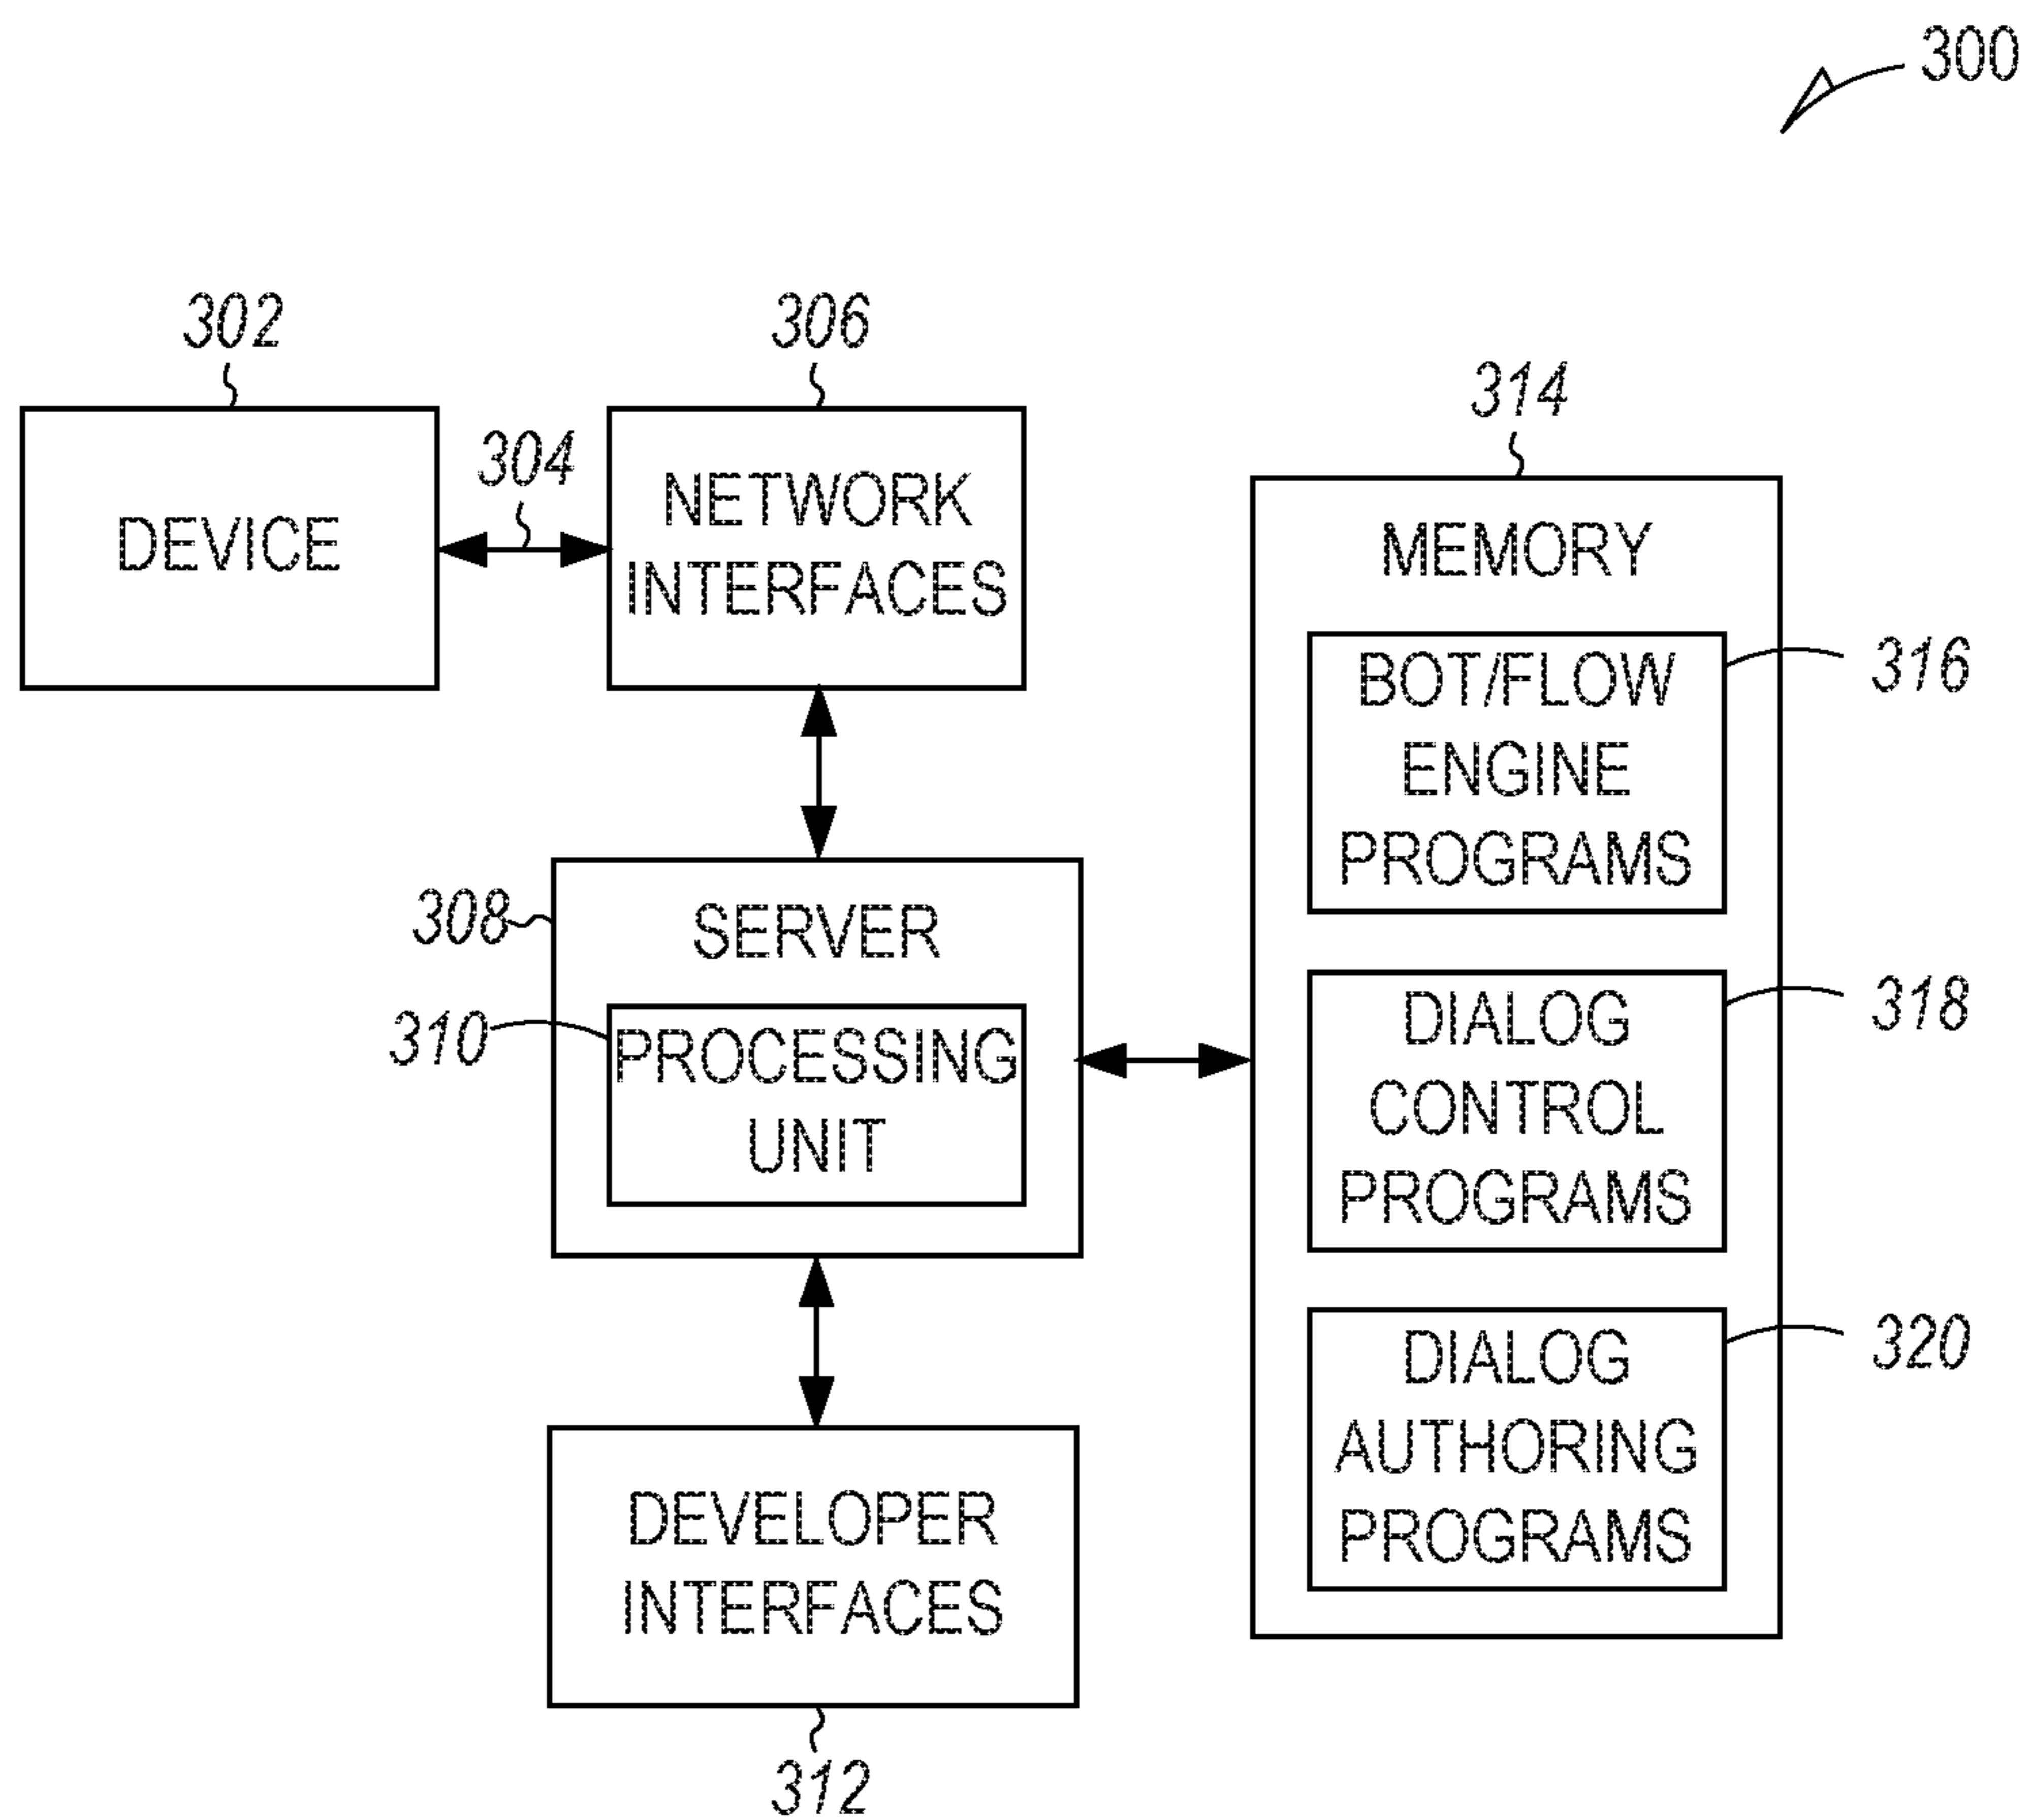 300
302
306
314
304
DEVICE
NETWORK
INTERFACES
MEMORY
316
BOT/FLOW
ENGINE
PROGRAMS
308
SERVER
310
PROCESSING
UNIT
318
DIALOG
CONTROL
PROGRAMS
320
DIALOG
AUTHORING
PROGRAMS
DEVELOPER
INTERFACES
312